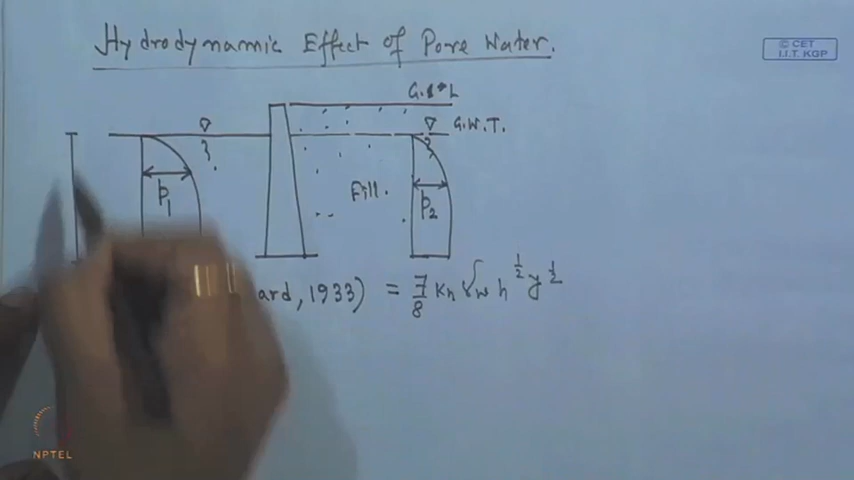 Hydrodynamic Effect of Pore Water.
© CET
I.I.T. KGP
G.L
G.W.T.
p1
Fill.
p2
ard, 1933) = 7/8 kh γw h^1/2 y^1/2
NPTEL